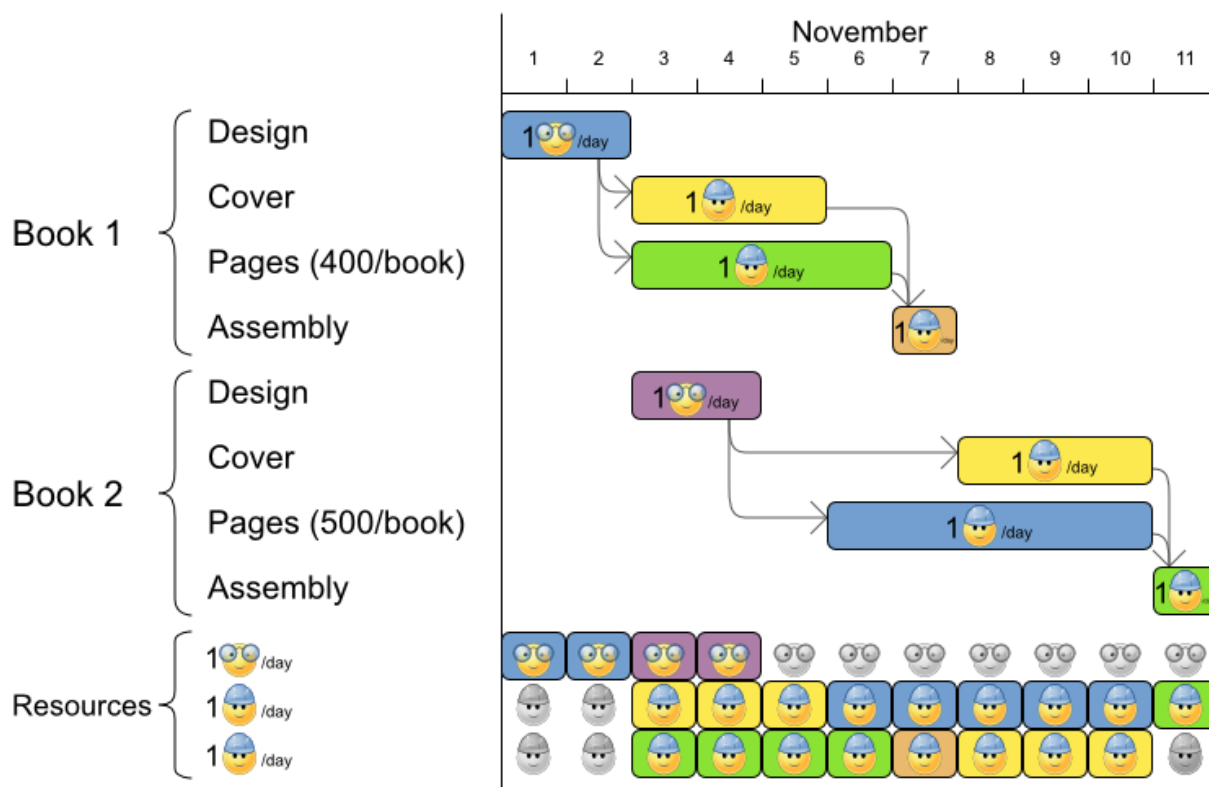 November
1 2 3 4 5 6 7 8 9 10 11
Book 1
Design
1 /day
Cover
1 /day
Pages (400/book)
1 /day
Assembly
1 /day
Book 2
Design
1 /day
Cover
1 /day
Pages (500/book)
1 /day
Assembly
1
Resources
1 /day
1 /day
1 /day